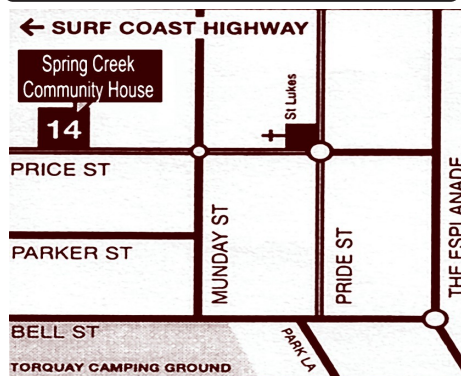 ← SURF COAST HIGHWAY
Spring Creek
Community House
14
St Lukes
PRICE ST
PARKER ST
MUNDAY ST
PRIDE ST
THE ESPLANADE
BELL ST
PARK LA
TORQUAY CAMPING GROUND